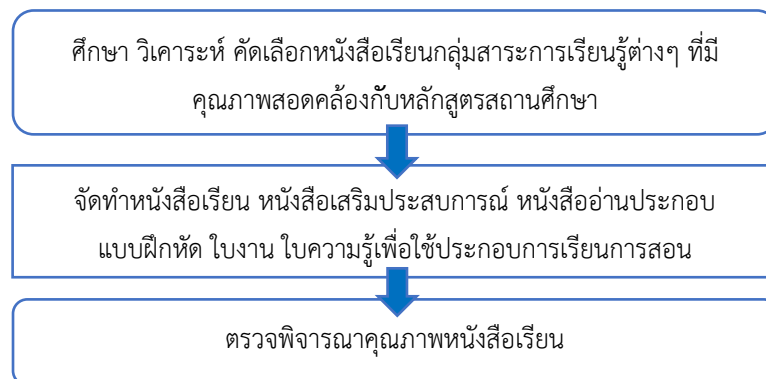 ศึกษา วิเคาระห์ คัดเลือกหนังสือเรียนกลุ่มสาระการเรียนรู้ต่างๆ ที่มี
คุณภาพสอดคล้องกับหลักสูตรสถานศึกษา
จัดทำหนังสือเรียน หนังสือเสริมประสบการณ์ หนังสืออ่านประกอบ
แบบฝึกหัด ใบงาน ใบความรู้เพื่อใช้ประกอบการเรียนการสอน
ตรวจพิจารณาคุณภาพหนังสือเรียน